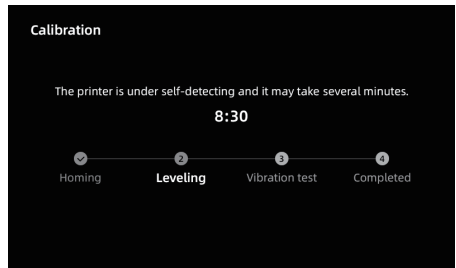 Calibration
The printer is under self-detecting and it may take several minutes.
8:30
2 3 4
Homing Leveling Vibration test Completed